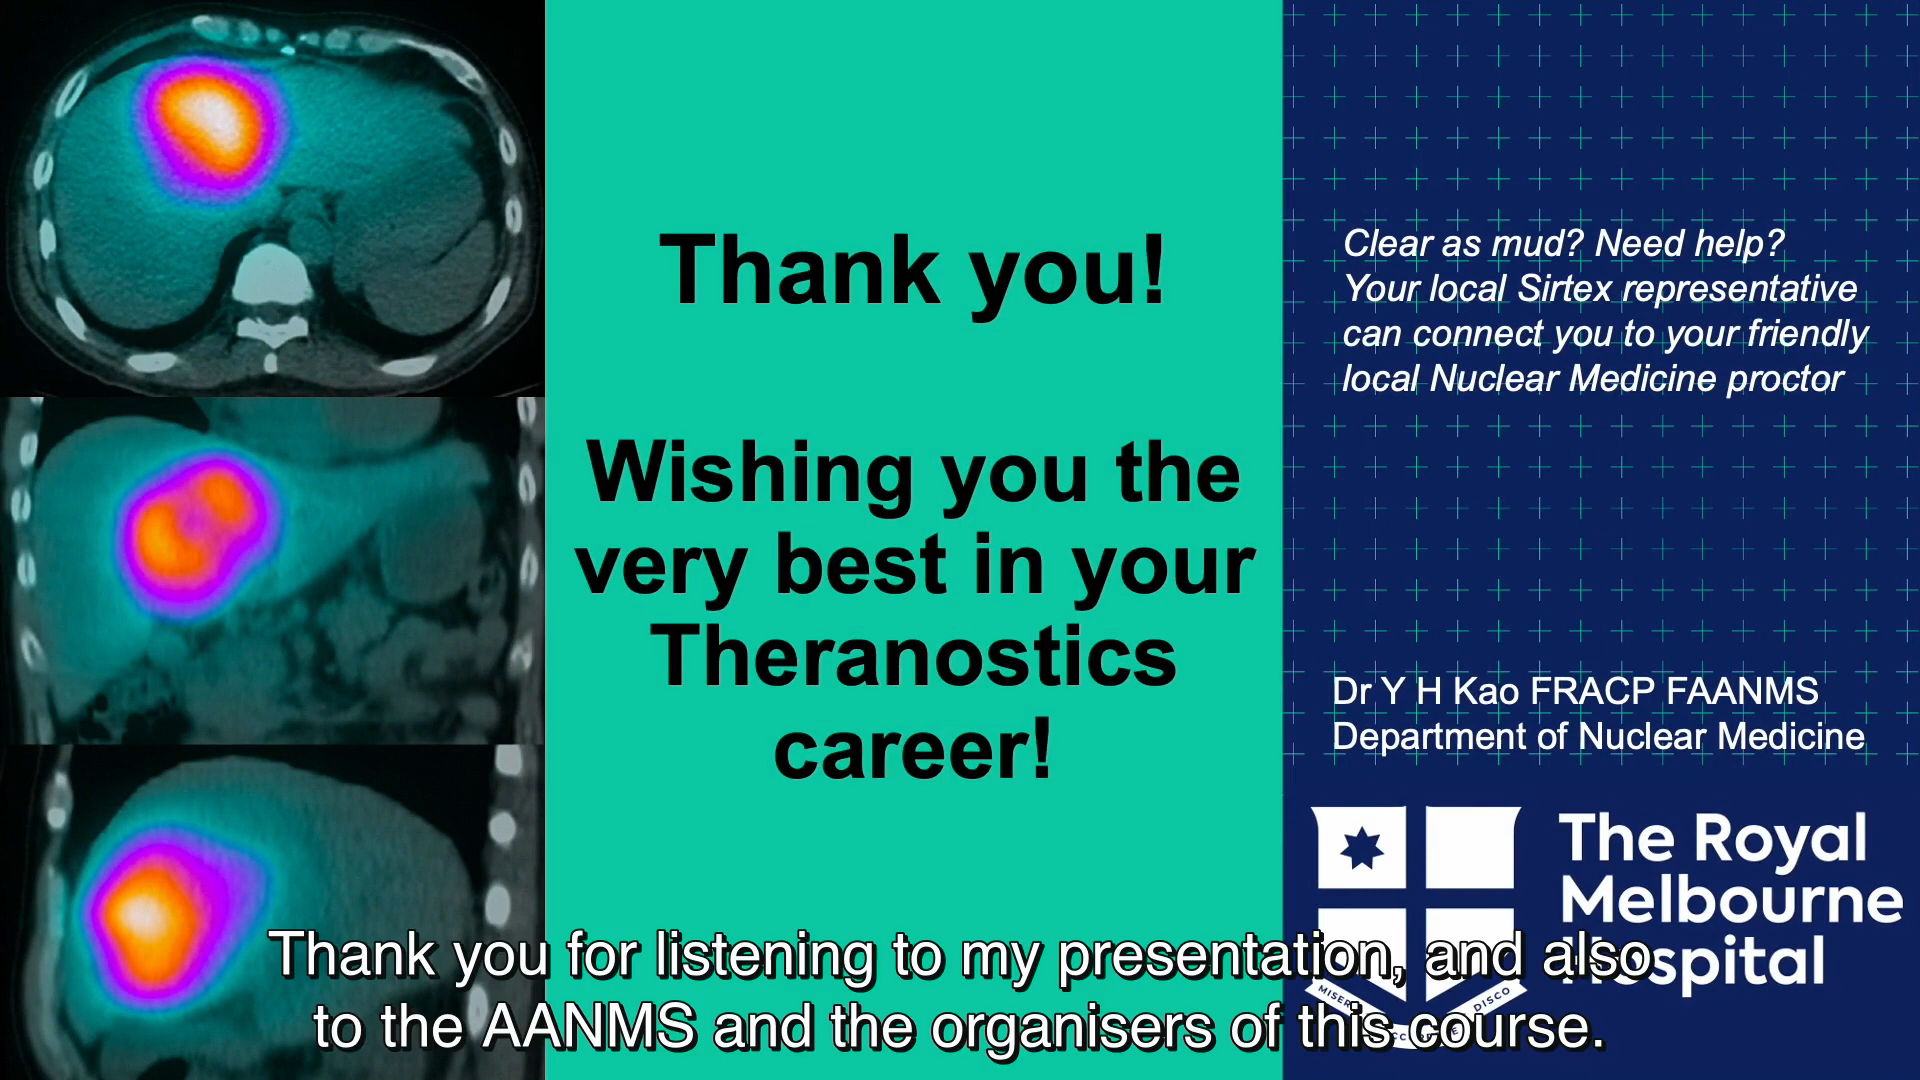 Thank you!
Wishing you the
very best in your
Theranostics
career!
Clear as mud? Need help?
Your local Sirtex representative
can connect you to your friendly
local Nuclear Medicine proctor
Dr Y H Kao FRACP FAANMS
Department of Nuclear Medicine
The Royal
Melbourne
Hospital
DISCO
Thank you for listening to my presentation, and also
to the AANMS and the organisers of this course.